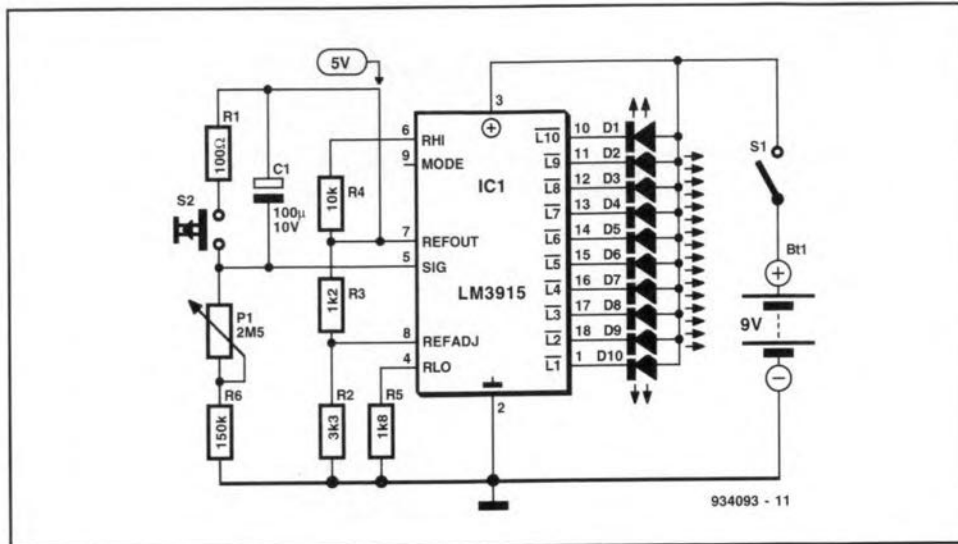 5V
R1
100Ω
C1
100μ
10V
S2
P1
2M5
R6
150k
R4
10k
R3
1k2
R2
3k3
R5
1k8
3
6
RHI
9
MODE
7
REFOUT
5
SIG
8
REFADJ
4
RLO
2
IC1
LM3915
L10
10
D1
L9
11
D2
L8
12
D3
L7
13
D4
L6
14
D5
L5
15
D6
L4
16
D7
L3
17
D8
L2
18
D9
L1
1
D10
S1
Bt1
9V
934093 - 11